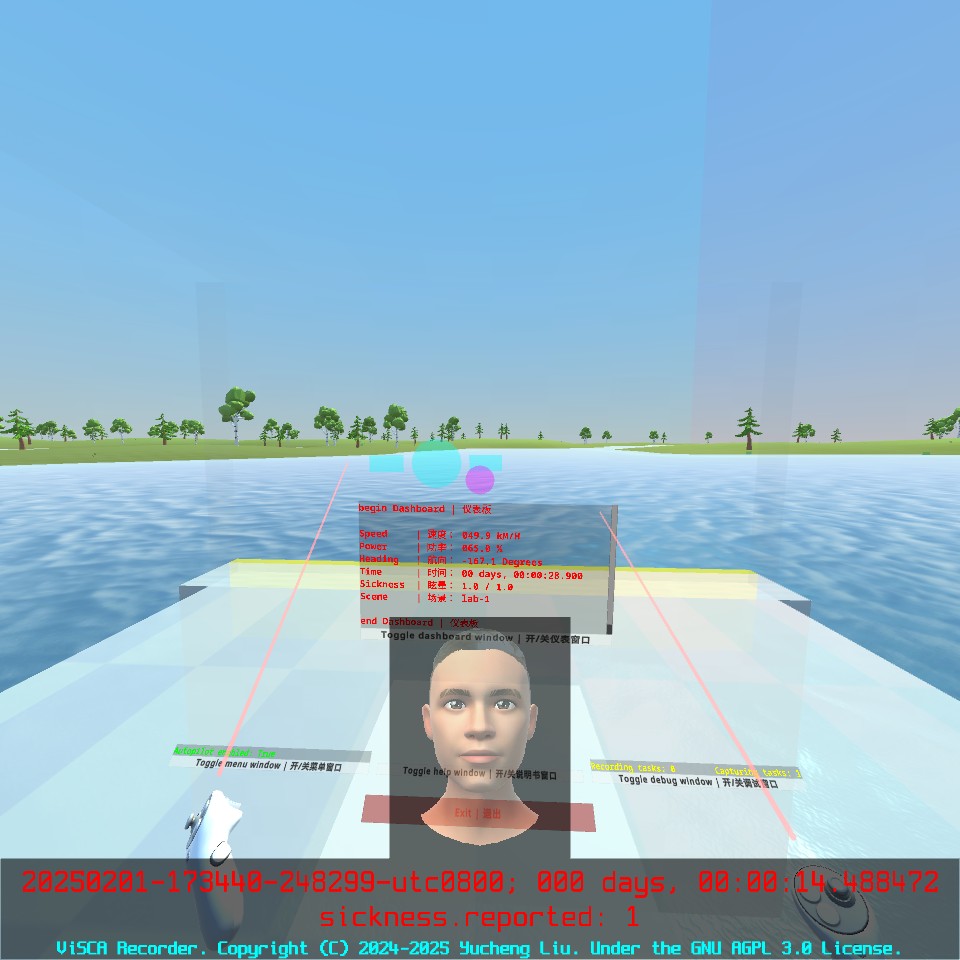 begin Dashboard | 仪表板
Speed | 速度: 049.9 kM/H
Power | 功率: 065.0 %
Heading | 航向: -167.1 Degrees
Time | 时间: 00 days, 00:00:28.900
Sickness | 眩晕: 1.0 / 1.0
Scene | 场景: lab-1
end Dashboard | 仪表板
Toggle dashboard window | 开/关仪表窗口
Autopilot enabled: True
Toggle menu window | 开/关菜单窗口
Toggle help window | 开/关说明书窗口
Recording tasks: 0 Capturing tasks: 1
Toggle debug window | 开/关调试窗口
Exit | 退出
20250201-173440-248299-utc0800; 000 days, 00:00:14.488472
sickness.reported: 1
ViSCA Recorder. Copyright (C) 2024-2025 Yucheng Liu. Under the GNU AGPL 3.0 License.